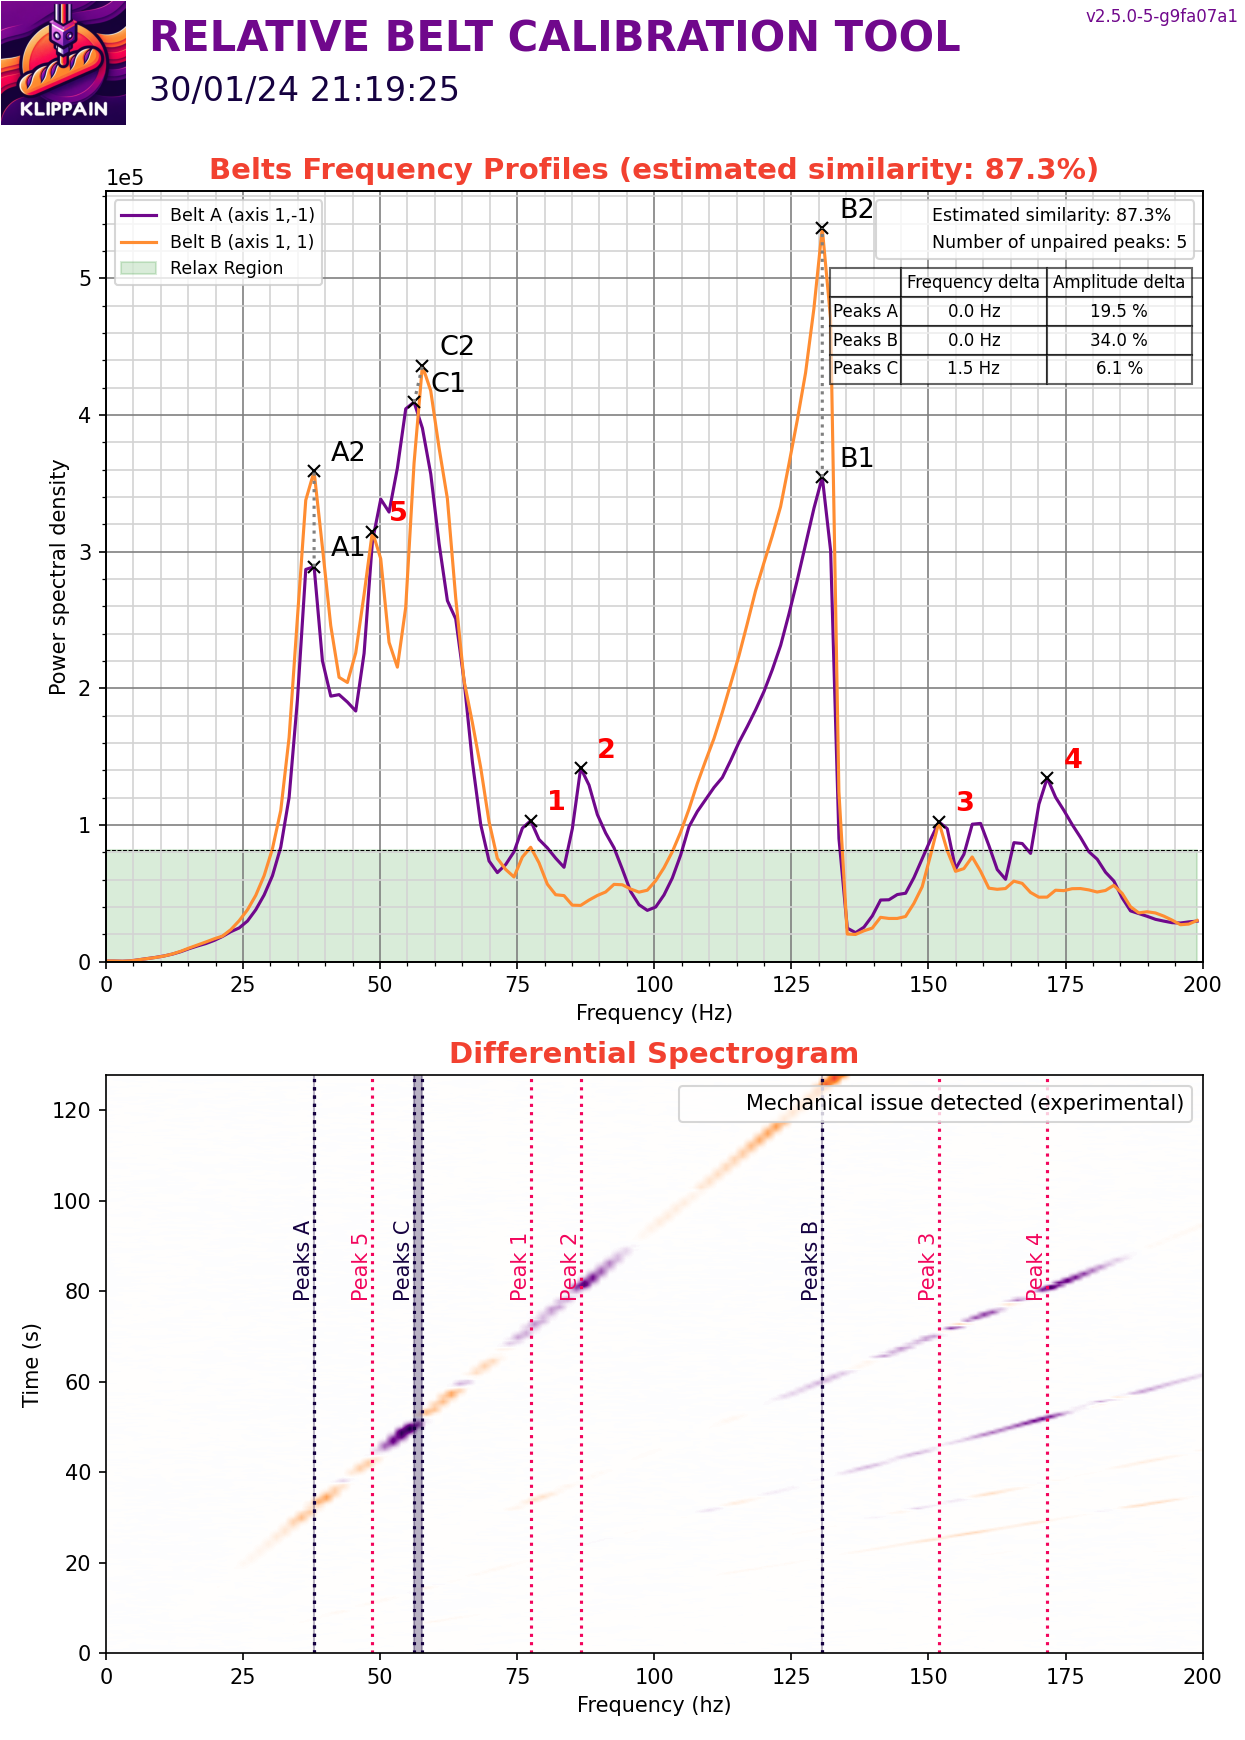 v2.5.0-5-g9fa07a1
RELATIVE BELT CALIBRATION TOOL
30/01/24 21:19:25
KLIPPAIN
Belts Frequency Profiles (estimated similarity: 87.3%)
1e5
Belt A (axis 1,-1)
Belt B (axis 1, 1)
Relax Region
Estimated similarity: 87.3%
Number of unpaired peaks: 5
Frequency delta Amplitude delta
Peaks A 0.0 Hz 19.5 %
Peaks B 0.0 Hz 34.0 %
Peaks C 1.5 Hz 6.1 %
B2
C2
C1
A2
B1
5
A1
2
4
1
3
Power spectral density
5
4
3
2
1
0
0 25 50 75 100 125 150 175 200
Frequency (Hz)
Differential Spectrogram
Mechanical issue detected (experimental)
Peaks A
Peak 5
Peaks C
Peak 1
Peak 2
Peaks B
Peak 3
Peak 4
Time (s)
120
100
80
60
40
20
0
0 25 50 75 100 125 150 175 200
Frequency (hz)